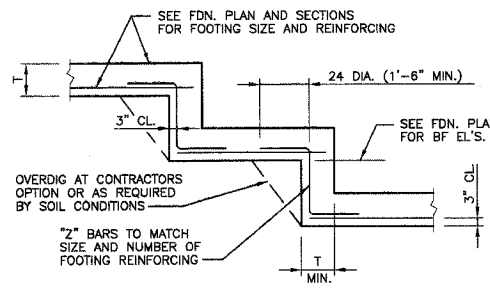 SEE FDN. PLAN AND SECTIONS
FOR FOOTING SIZE AND REINFORCING
T
24 DIA. (1'-6" MIN.)
3" CL.
SEE FDN. PLA
FOR BF EL'S.
OVERDIG AT CONTRACTORS
OPTION OR AS REQUIRED
BY SOIL CONDITIONS
3" CL.
"Z" BARS TO MATCH
SIZE AND NUMBER OF
FOOTING REINFORCING
T
MIN.